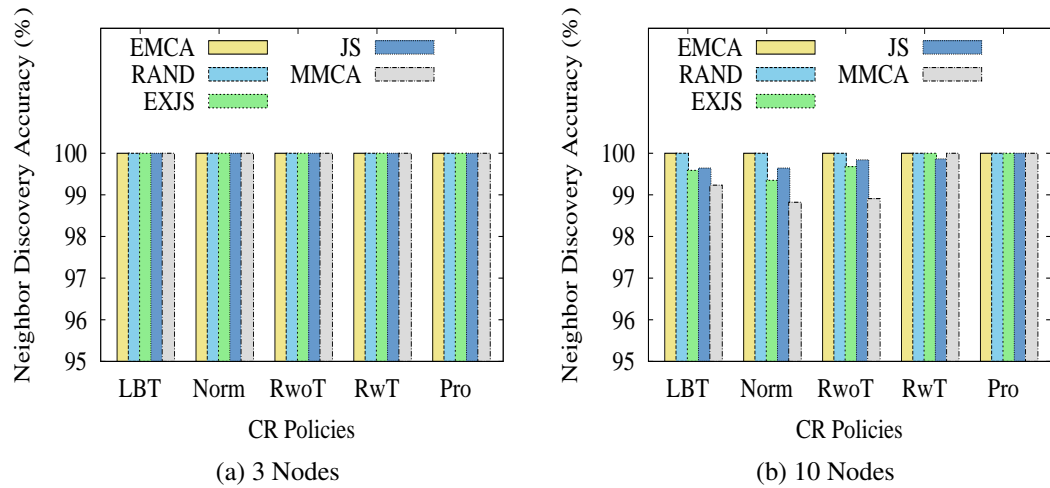 Neighbor Discovery Accuracy (%)
EMCA
RAND
EXJS
JS
MMCA
100
99
98
97
96
95
LBT Norm RwoT RwT Pro
CR Policies
(a) 3 Nodes
Neighbor Discovery Accuracy (%)
EMCA
RAND
EXJS
JS
MMCA
100
99
98
97
96
95
LBT Norm RwoT RwT Pro
CR Policies
(b) 10 Nodes